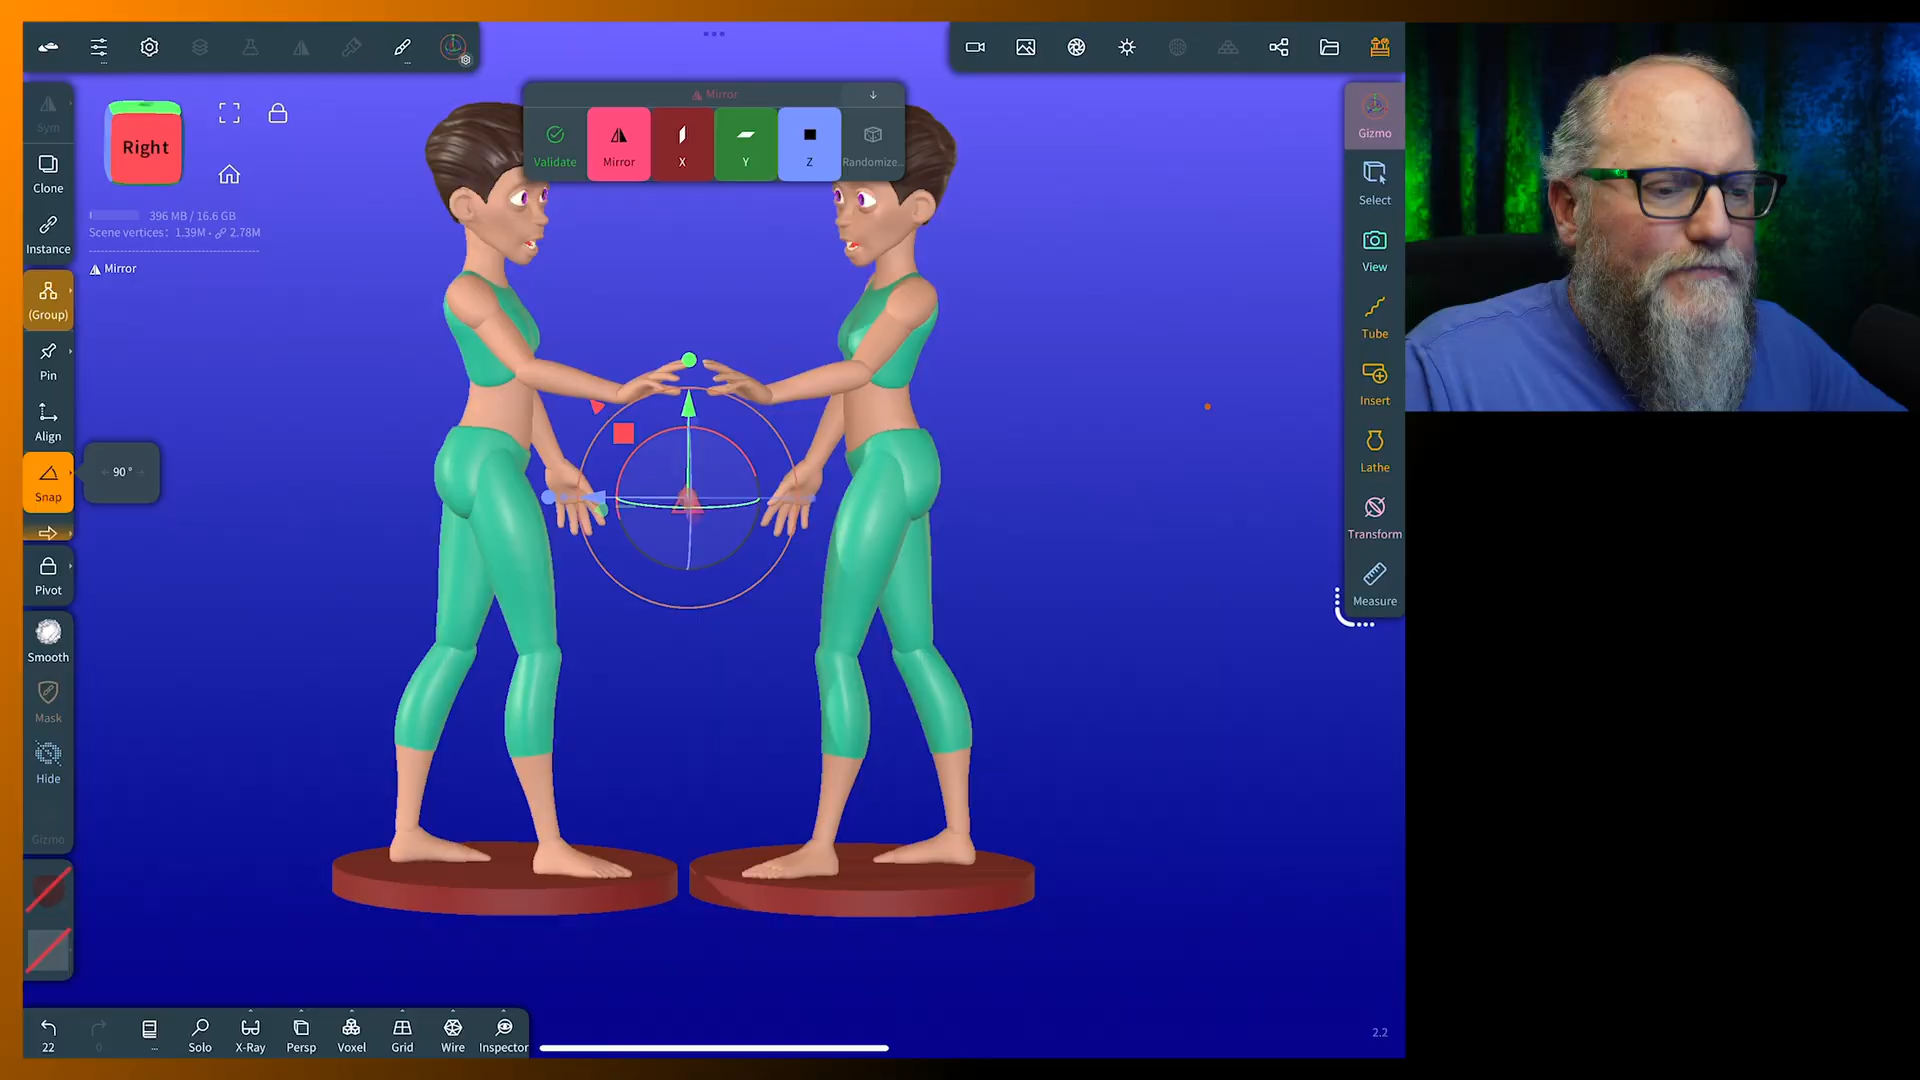 Mirror
Validate
Mirror
X
Y
Z
Randomize...
Right
396 MB / 16.6 GB
Scene vertices: 1.39M · 2.78M
Mirror
Sym
Clone
Instance
(Group)
Pin
Align
Snap
90 °
Pivot
Smooth
Mask
Hide
Gizmo
Gizmo
Select
View
Tube
Insert
Lathe
Transform
Measure
22
0
...
Solo
X-Ray
Persp
Voxel
Grid
Wire
Inspector
2.2